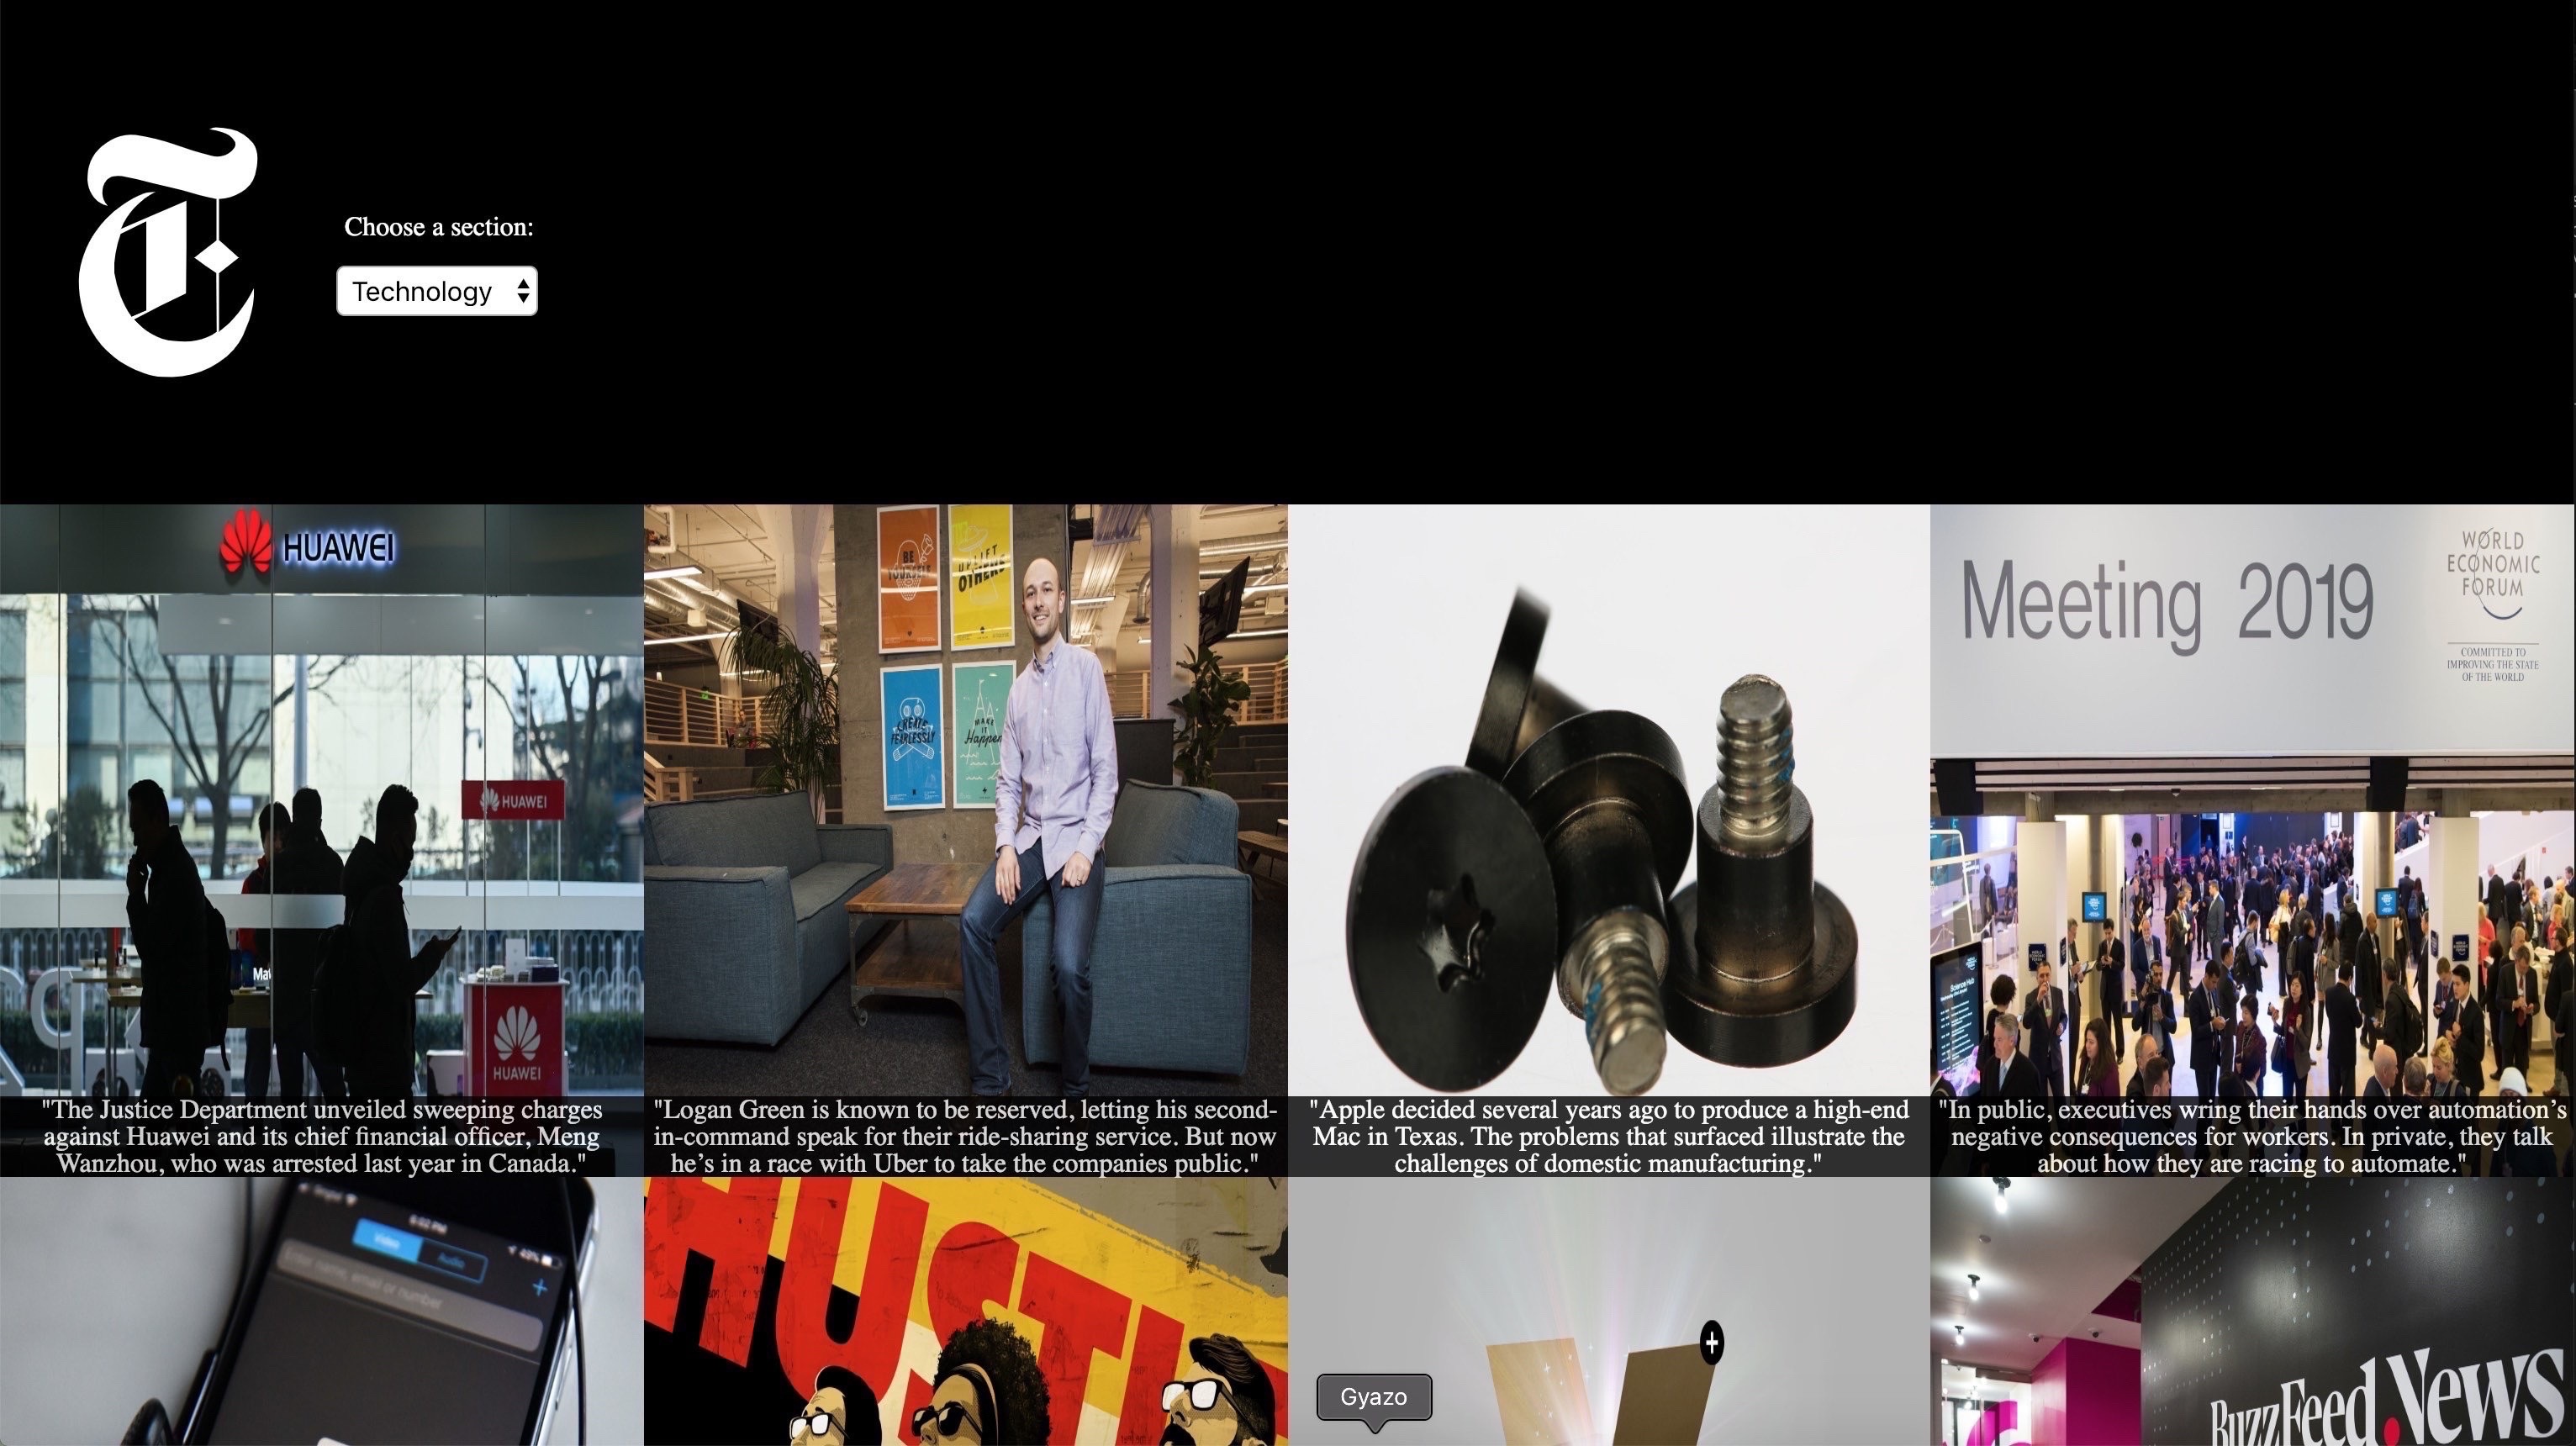 Choose a section:
Technology
HUAWEI
HUAWEI
Mat
HUAWEI
"The Justice Department unveiled sweeping charges
against Huawei and its chief financial officer, Meng
Wanzhou, who was arrested last year in Canada."
BE
YOURSELF
UPLIFT
OTHERS
CREATE
FEARLESSLY
MAKE
IT
Happen
"Logan Green is known to be reserved, letting his second-
in-command speak for their ride-sharing service. But now
he’s in a race with Uber to take the companies public."
"Apple decided several years ago to produce a high-end
Mac in Texas. The problems that surfaced illustrate the
challenges of domestic manufacturing."
Meeting 2019
WORLD
ECONOMIC
FORUM
COMMITTED TO
IMPROVING THE STATE
OF THE WORLD
"In public, executives wring their hands over automation’s
negative consequences for workers. In private, they talk
about how they are racing to automate."
6:02 PM
43%
Video
Audio
Enter name, email or number
HUSTL
Gyazo
BuzzFeed.News